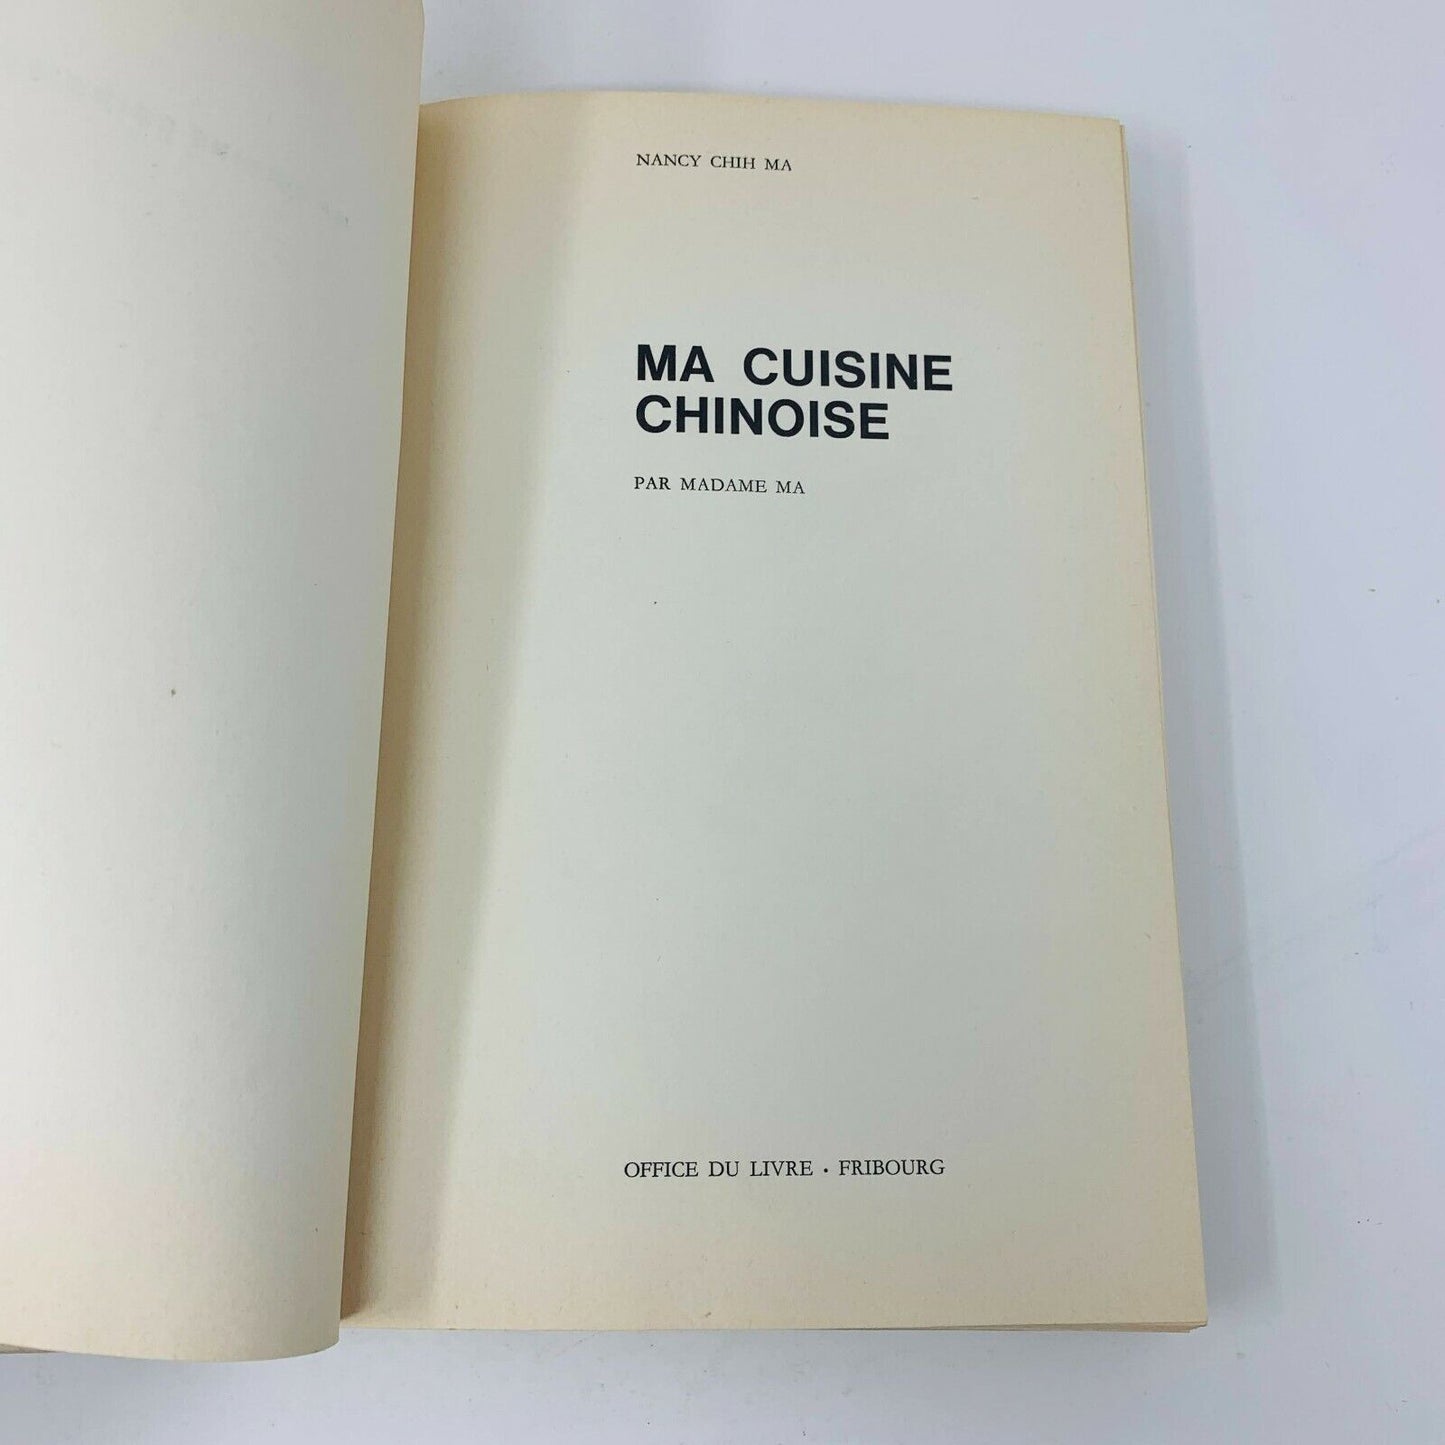 NANCY CHIH MA
MA CUISINE
CHINOISE
PAR MADAME MA
OFFICE DU LIVRE • FRIBOURG